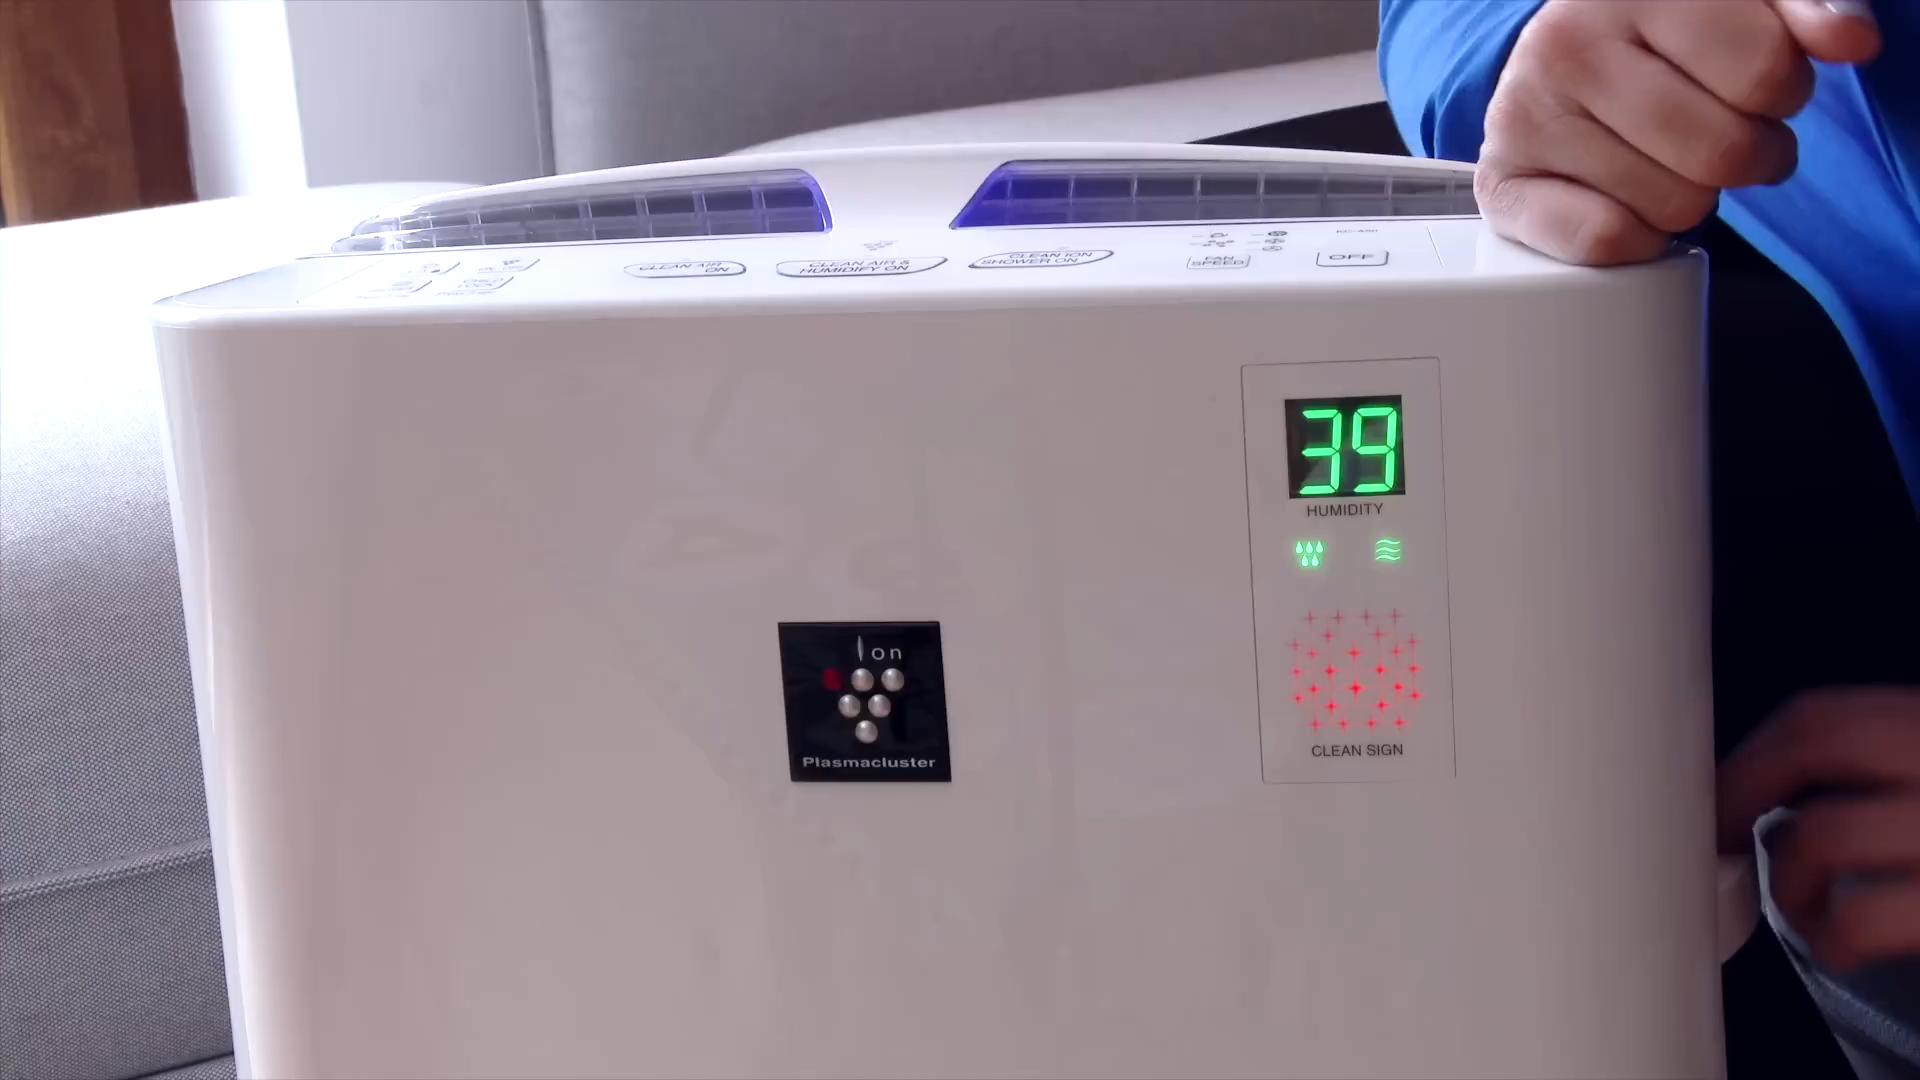 CLEAN AIR
ON
CLEAN AIR &
HUMIDIFY ON
CLEAN ION
SHOWER ON
FAN
SPEED
OFF
39
HUMIDITY
CLEAN SIGN
Ion
Plasmacluster